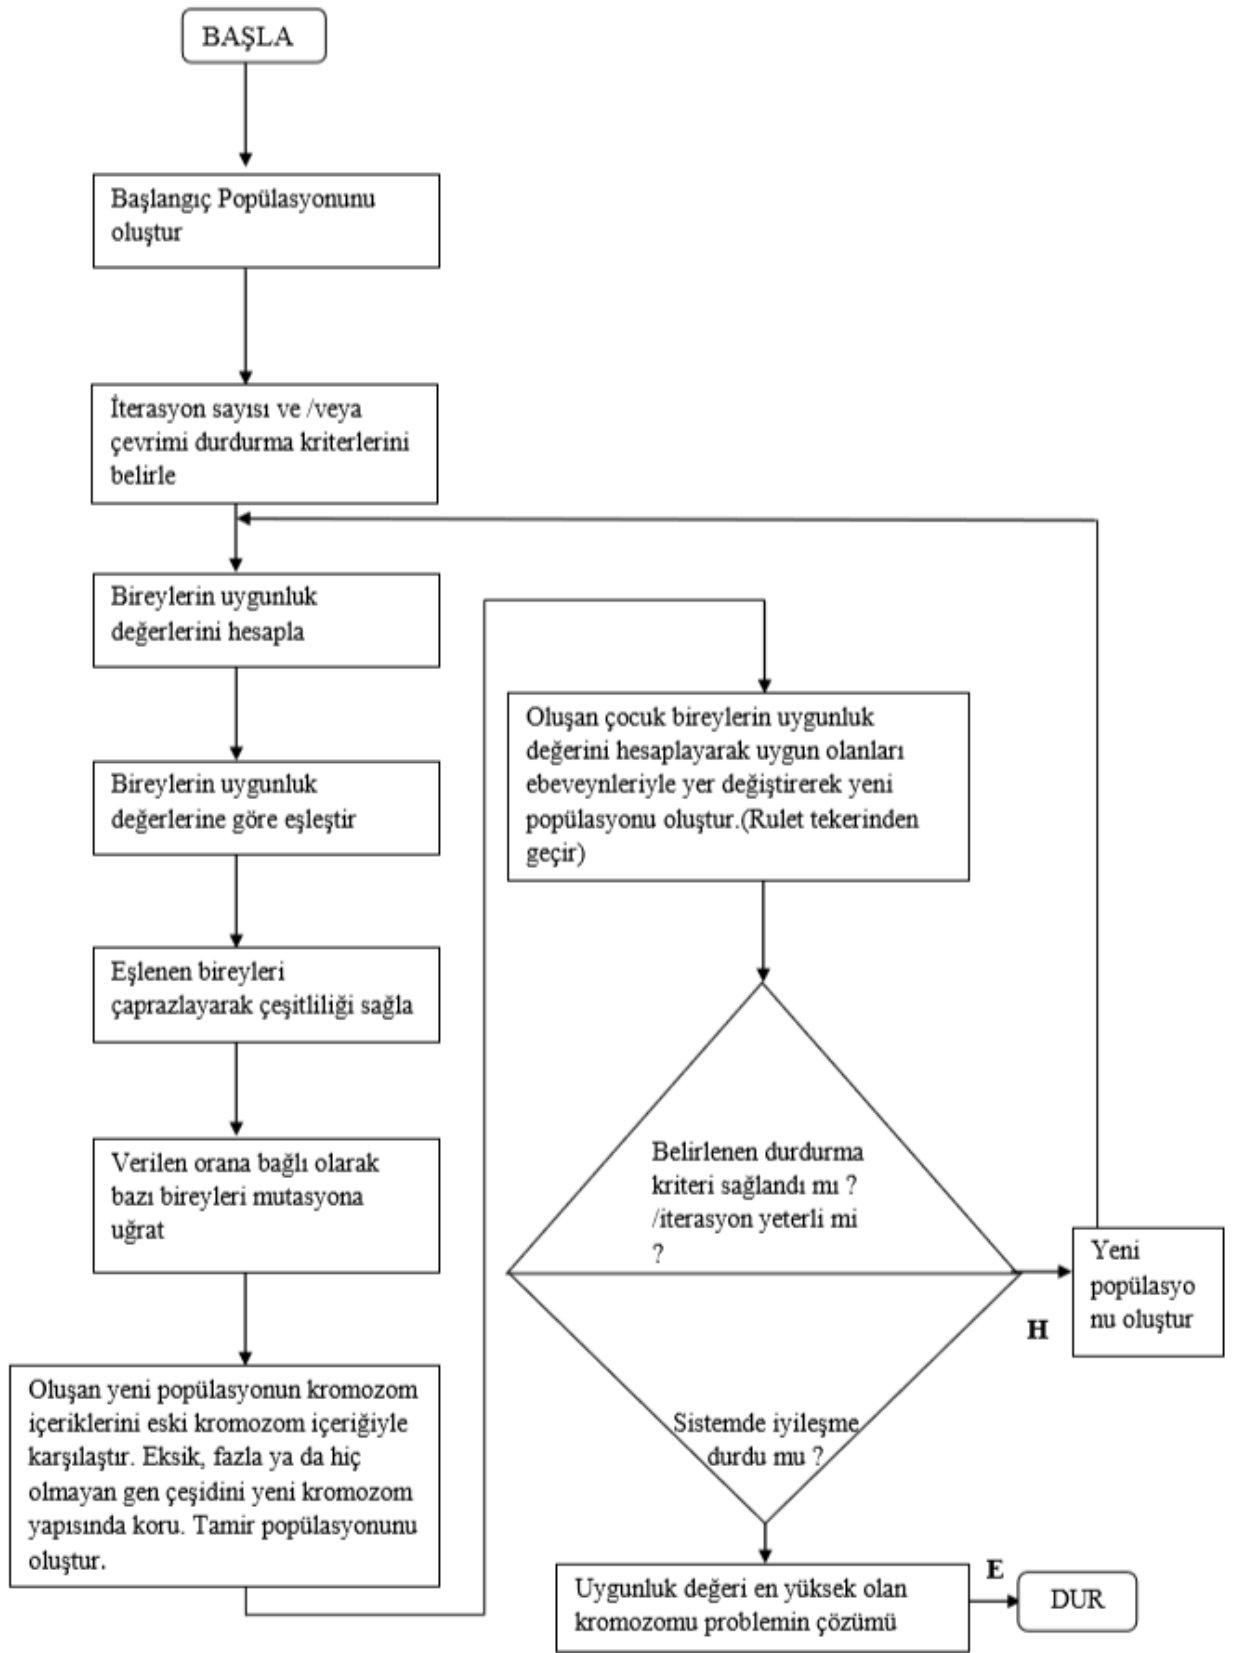 BAŞLA
Başlangıç Popülasyonunu
oluştur
İterasyon sayısı ve /veya
çevrimi durdurma kriterlerini
belirle
Bireylerin uygunluk
değerlerini hesapla
Bireylerin uygunluk
değerlerine göre eşleştir
Eşlenen bireyleri
çaprazlayarak çeşitliliği sağla
Verilen orana bağlı olarak
bazı bireyleri mutasyona
uğrat
Oluşan yeni popülasyonun kromozom
içeriklerini eski kromozom içeriğiyle
karşılaştır. Eksik, fazla ya da hiç
olmayan gen çeşidini yeni kromozom
yapısında koru. Tamir popülasyonunu
oluştur.
Oluşan çocuk bireylerin uygunluk
değerini hesaplayarak uygun olanları
ebeveynleriyle yer değiştirerek yeni
popülasyonu oluştur.(Rulet tekerinden
geçir)
Belirlenen durdurma
kriteri sağlandı mı ?
/iterasyon yeterli mi
?
H
Yeni
popülasyo
nu oluştur
Sistemde iyileşme
durdu mu ?
Uygunluk değeri en yüksek olan
kromozomu problemin çözümü
E
DUR